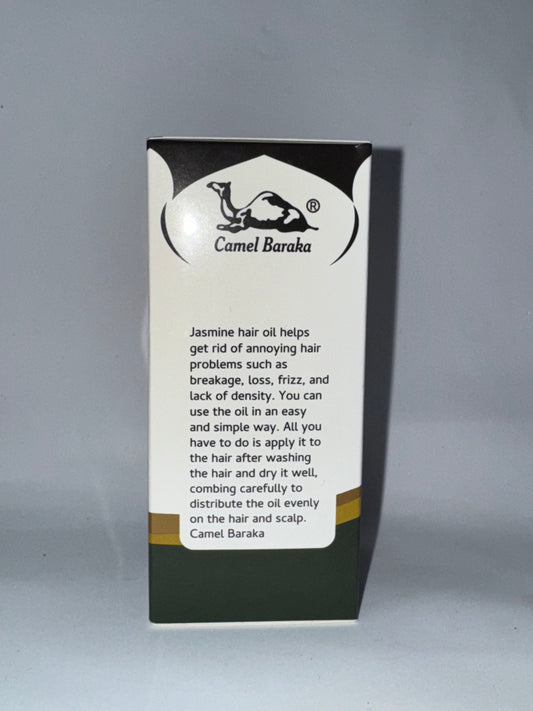 ®
Camel Baraka
Jasmine hair oil helps
get rid of annoying hair
problems such as
breakage, loss, frizz, and
lack of density. You can
use the oil in an easy
and simple way. All you
have to do is apply it to
the hair after washing
the hair and dry it well,
combing carefully to
distribute the oil evenly
on the hair and scalp.
Camel Baraka